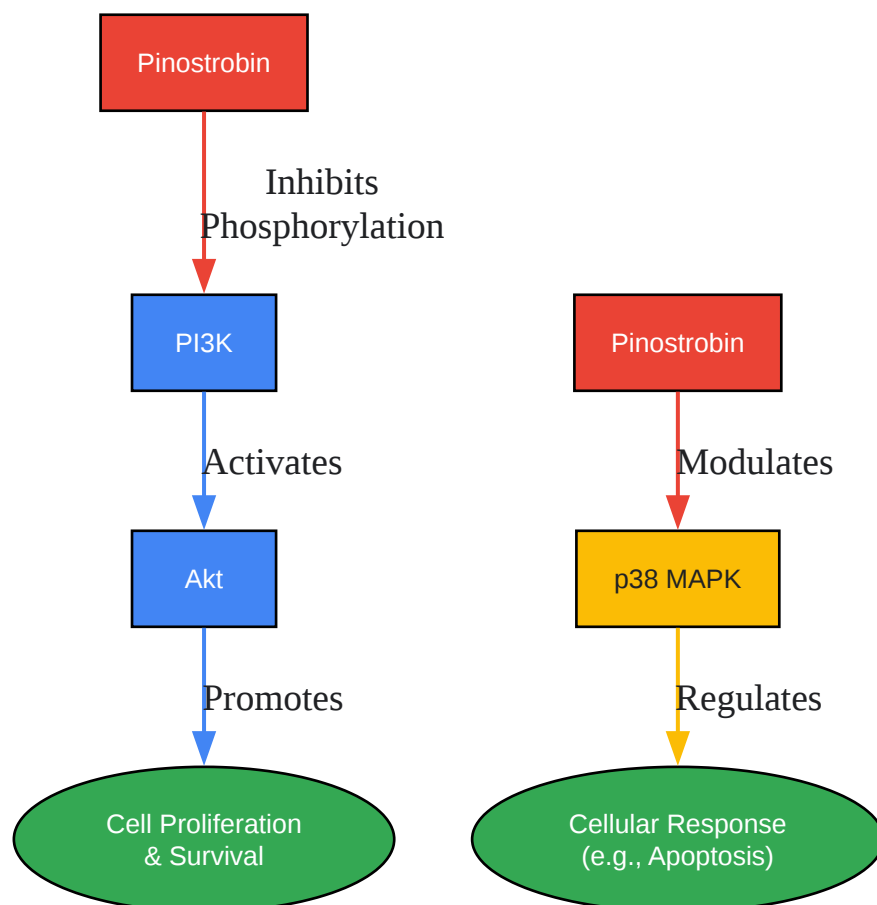 Pinostrobin
Inhibits
Phosphorylation
PI3K
Activates
Akt
Promotes
Cell Proliferation
& Survival
Pinostrobin
Modulates
p38 MAPK
Regulates
Cellular Response
(e.g., Apoptosis)